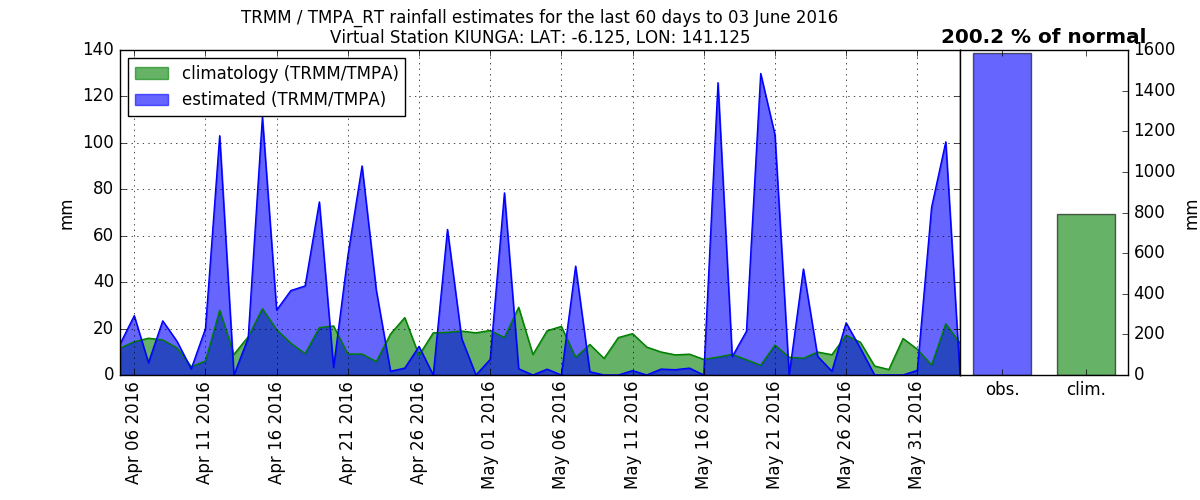 TRMM / TMPA_RT rainfall estimates for the last 60 days to 03 June 2016
Virtual Station KIUNGA: LAT: -6.125, LON: 141.125
200.2 % of normal
climatology (TRMM/TMPA)
estimated (TRMM/TMPA)
mm
140
120
100
80
60
40
20
0
Apr 06 2016
Apr 11 2016
Apr 16 2016
Apr 21 2016
Apr 26 2016
May 01 2016
May 06 2016
May 11 2016
May 16 2016
May 21 2016
May 26 2016
May 31 2016
obs.
clim.
1600
1400
1200
1000
800
600
400
200
0
mm